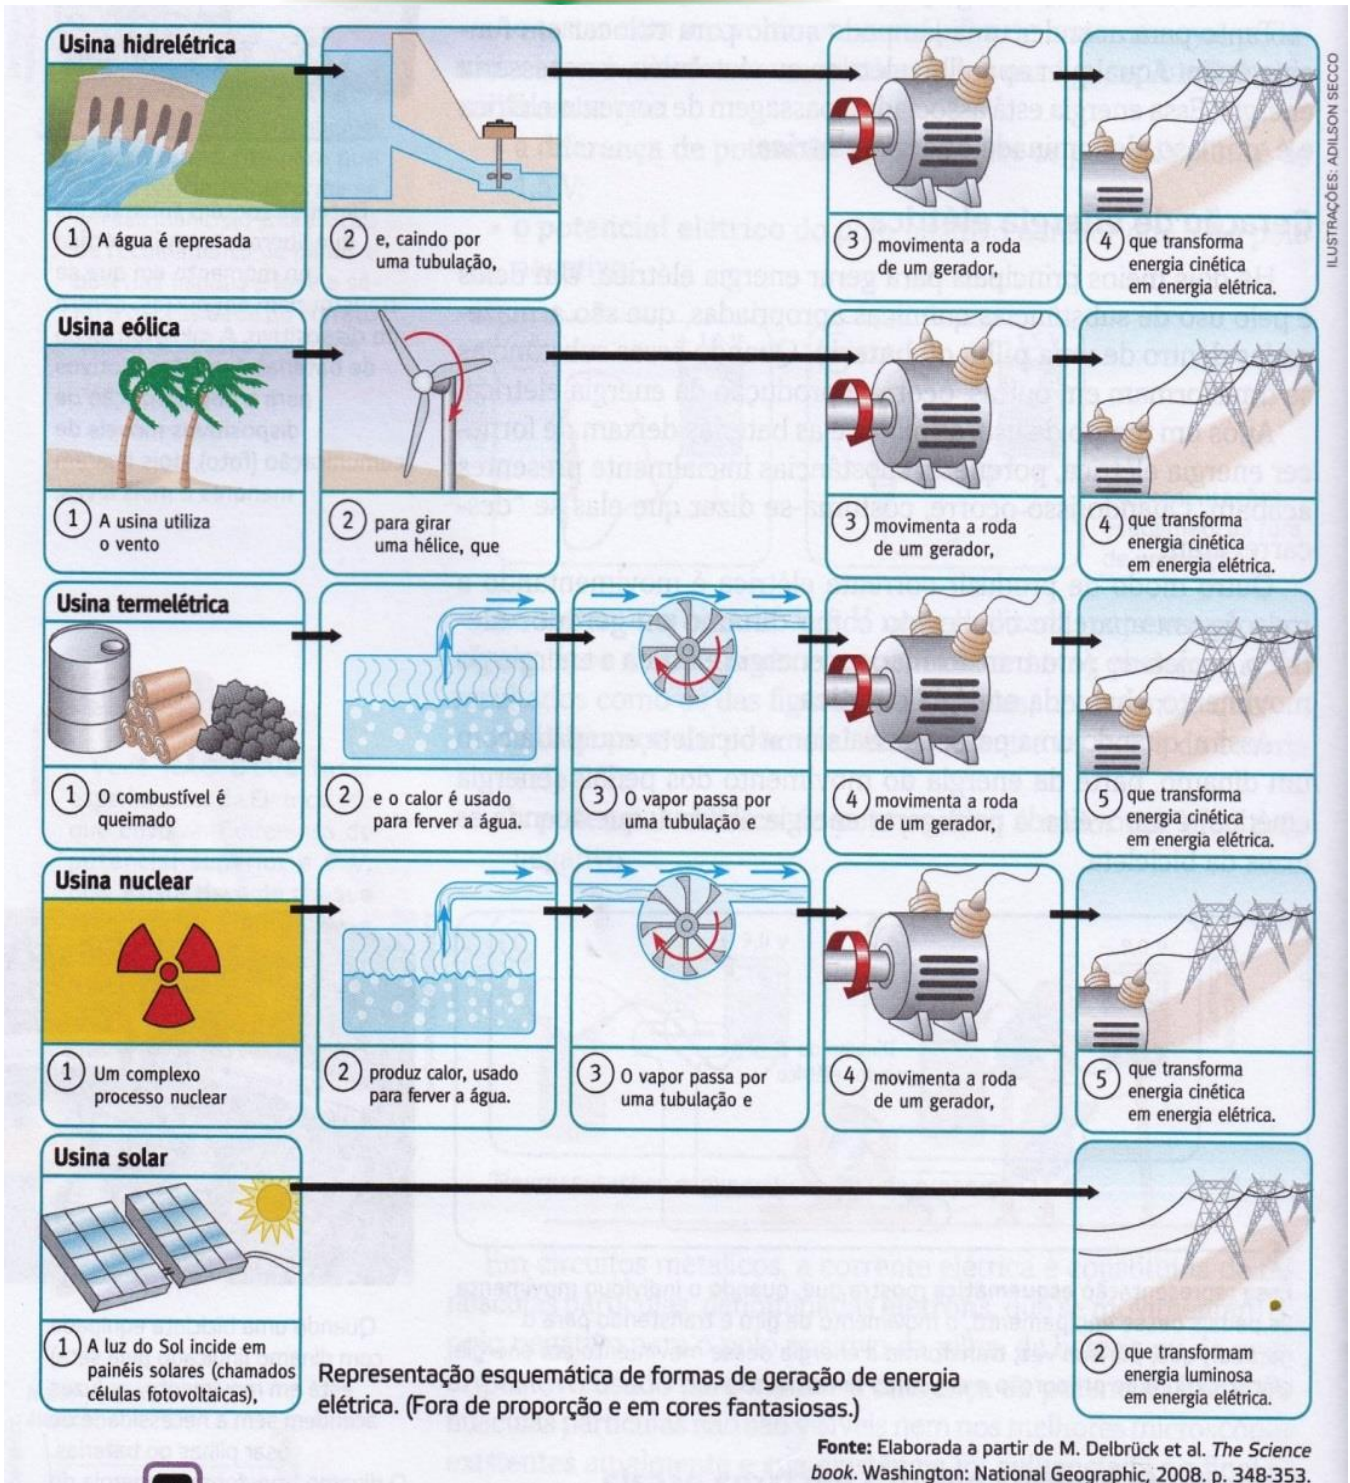 Usina hidrelétrica
1 A água é represada
2 e, caindo por
uma tubulação,
3 movimenta a roda
de um gerador,
4 que transforma
energia cinética
em energia elétrica.
ILUSTRAÇÕES: ADILSON SECCO
Usina eólica
1 A usina utiliza
o vento
2 para girar
uma hélice, que
3 movimenta a roda
de um gerador,
4 que transforma
energia cinética
em energia elétrica.
Usina termelétrica
1 O combustível é
queimado
2 e o calor é usado
para ferver a água.
3 O vapor passa por
uma tubulação e
4 movimenta a roda
de um gerador,
5 que transforma
energia cinética
em energia elétrica.
Usina nuclear
1 Um complexo
processo nuclear
2 produz calor, usado
para ferver a água.
3 O vapor passa por
uma tubulação e
4 movimenta a roda
de um gerador,
5 que transforma
energia cinética
em energia elétrica.
Usina solar
1 A luz do Sol incide em
painéis solares (chamados
células fotovoltaicas),
2 que transformam
energia luminosa
em energia elétrica.
Representação esquemática de formas de geração de energia
elétrica. (Fora de proporção e em cores fantasiosas.)
Fonte: Elaborada a partir de M. Delbrück et al. The Science
book. Washington: National Geographic, 2008. p. 348-353.